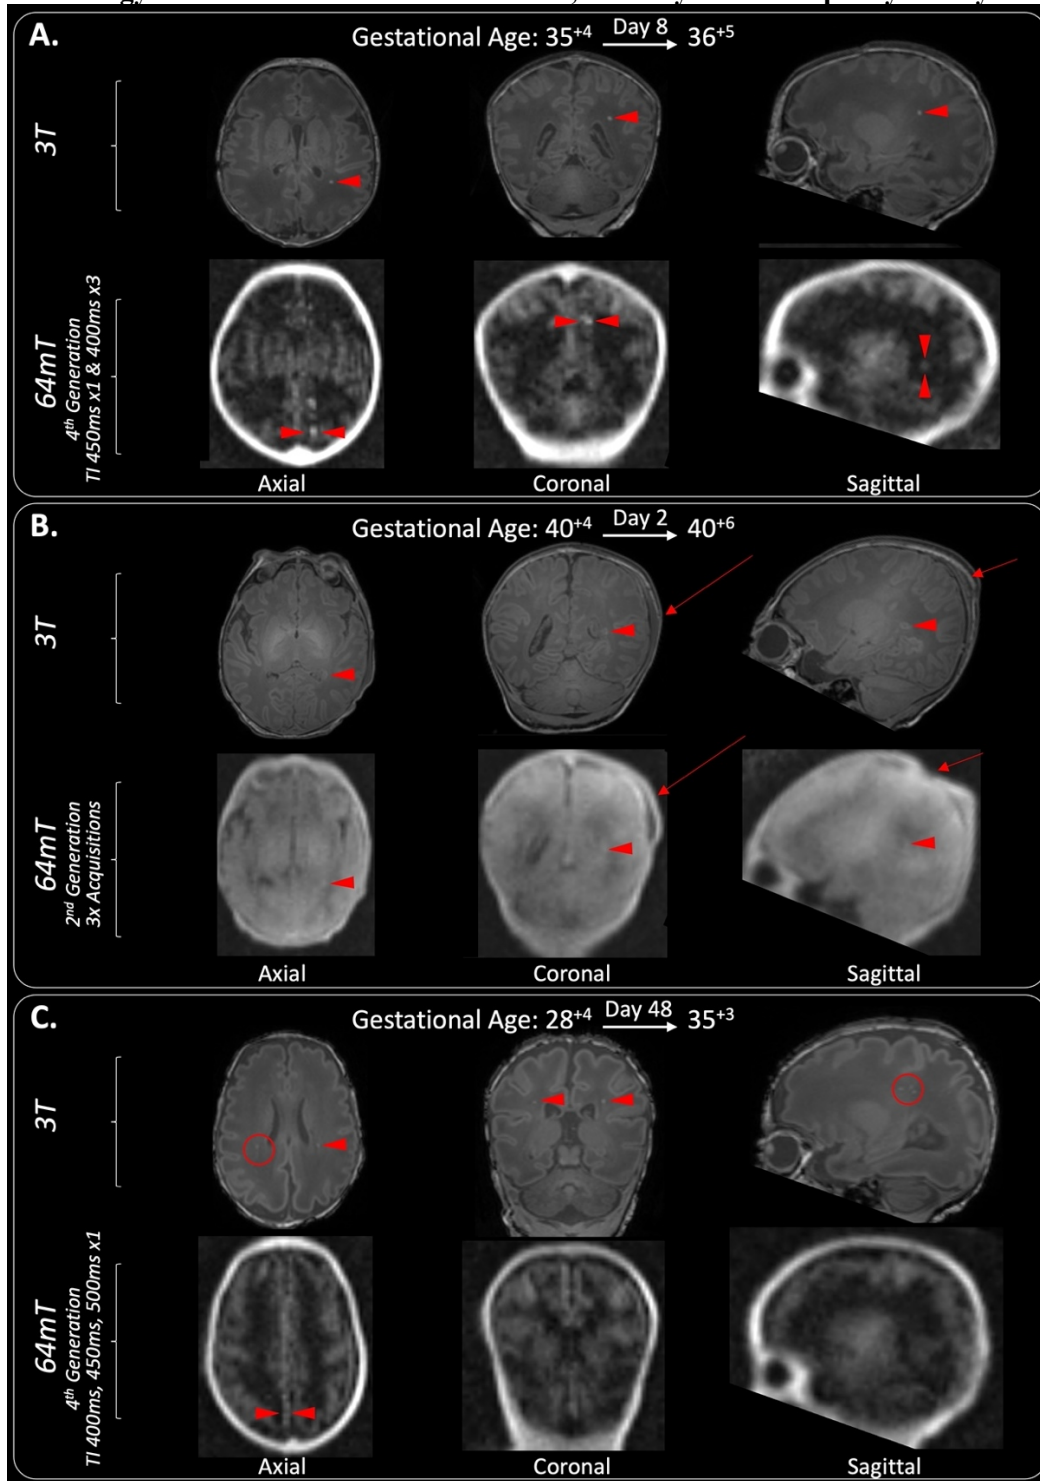 A.
Gestational Age: 35+4 Day 8 36+5
3T
64mT
4th Generation
TI 450ms x1 & 400ms x3
Axial Coronal Sagittal
B.
Gestational Age: 40+4 Day 2 40+6
3T
64mT
2nd Generation
3x Acquisitions
Axial Coronal Sagittal
C.
Gestational Age: 28+4 Day 48 35+3
3T
64mT
4th Generation
TI 400ms, 450ms, 500ms x1
Axial Coronal Sagittal